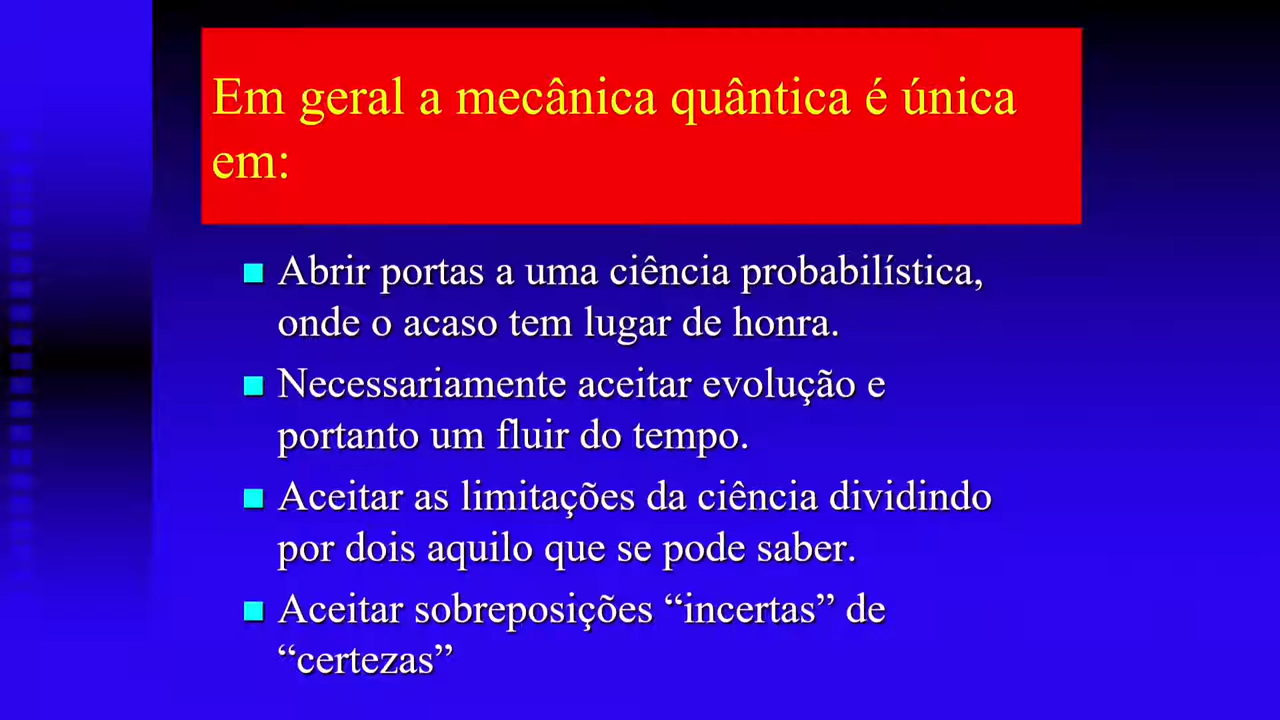 Em geral a mecânica quântica é única
em:
Abrir portas a uma ciência probabilística,
onde o acaso tem lugar de honra.
Necessariamente aceitar evolução e
portanto um fluir do tempo.
Aceitar as limitações da ciência dividindo
por dois aquilo que se pode saber.
Aceitar sobreposições “incertas” de
“certezas”